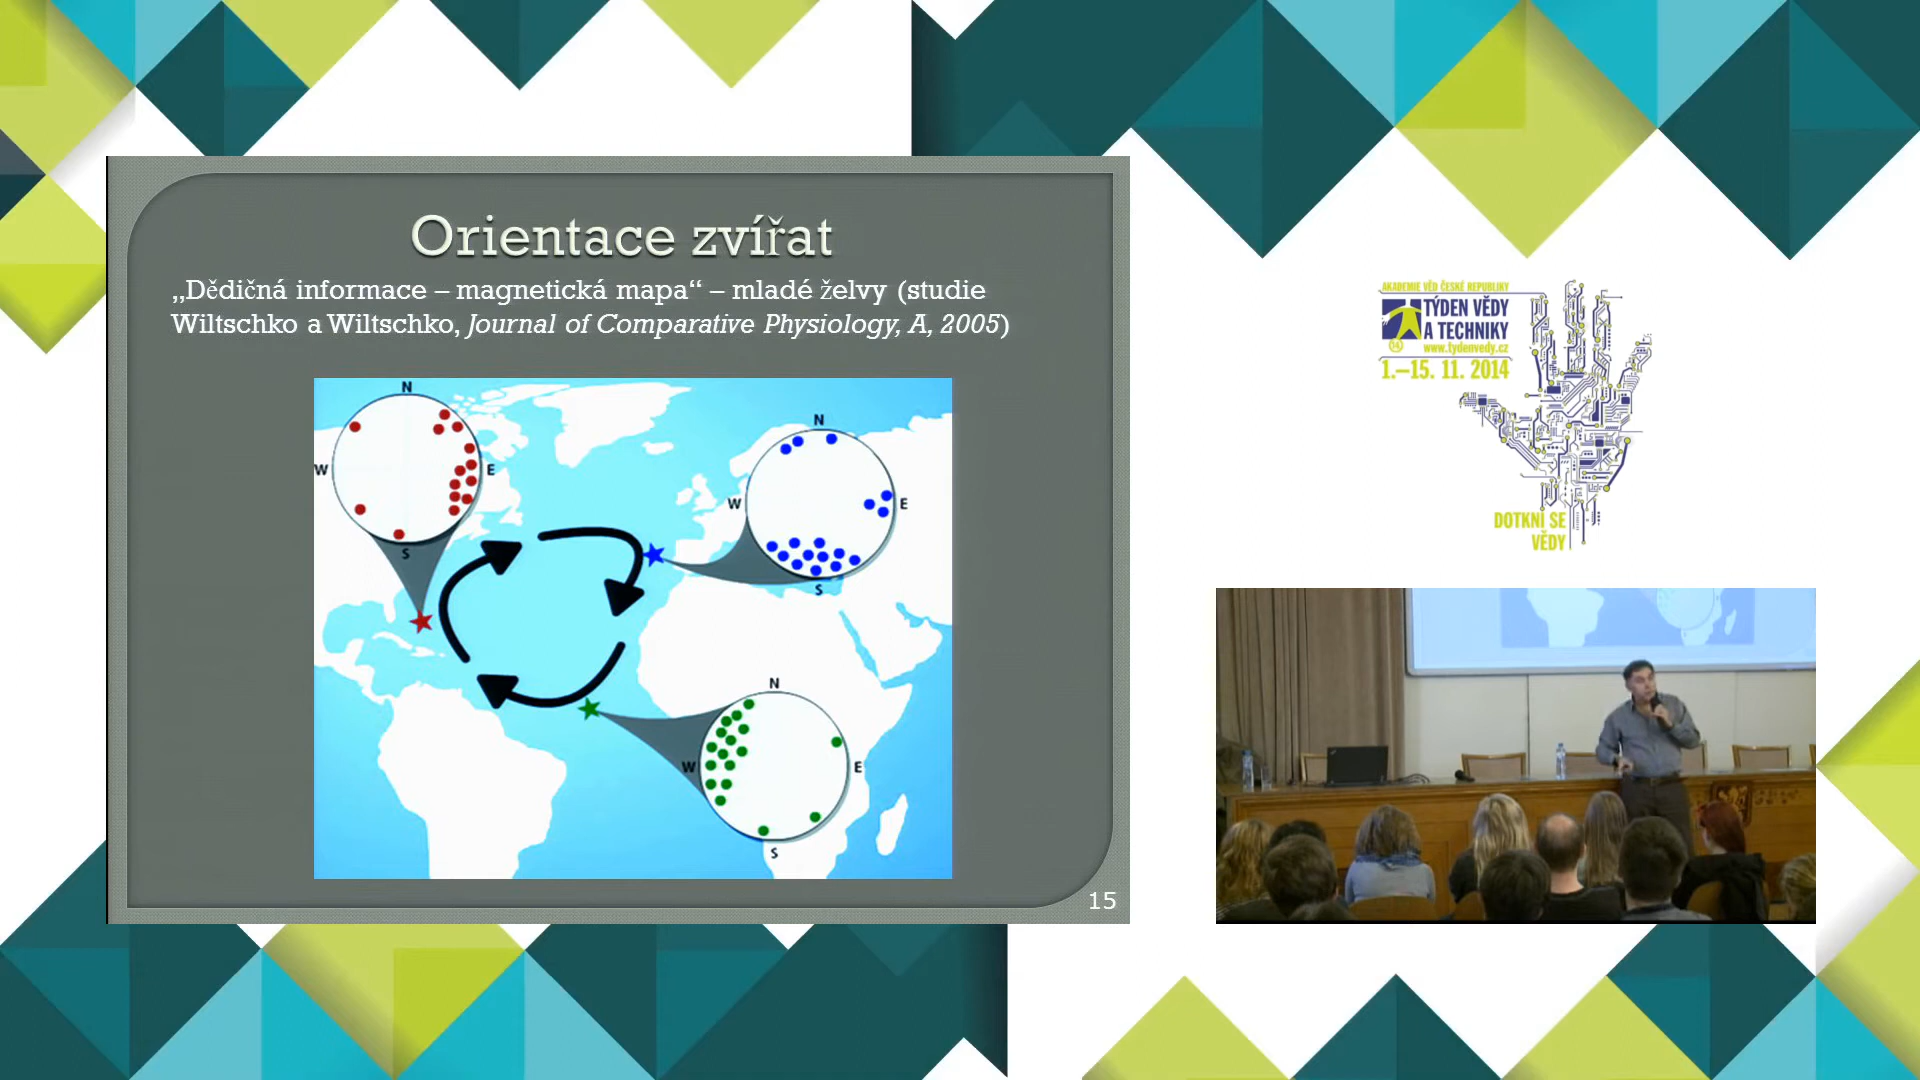 Orientace zvířat
„Dědičná informace – magnetická mapa“ – mladé želvy (studie
Wiltschko a Wiltschko, Journal of Comparative Physiology, A, 2005)
N
W
E
S
N
W
E
S
N
W
E
S
15
AKADEMIE VĚD ČESKÉ REPUBLIKY
TÝDEN VĚDY
A TECHNIKY
www.tydenvedy.cz
1.–15. 11. 2014
DOTKNI SE
VĚDY